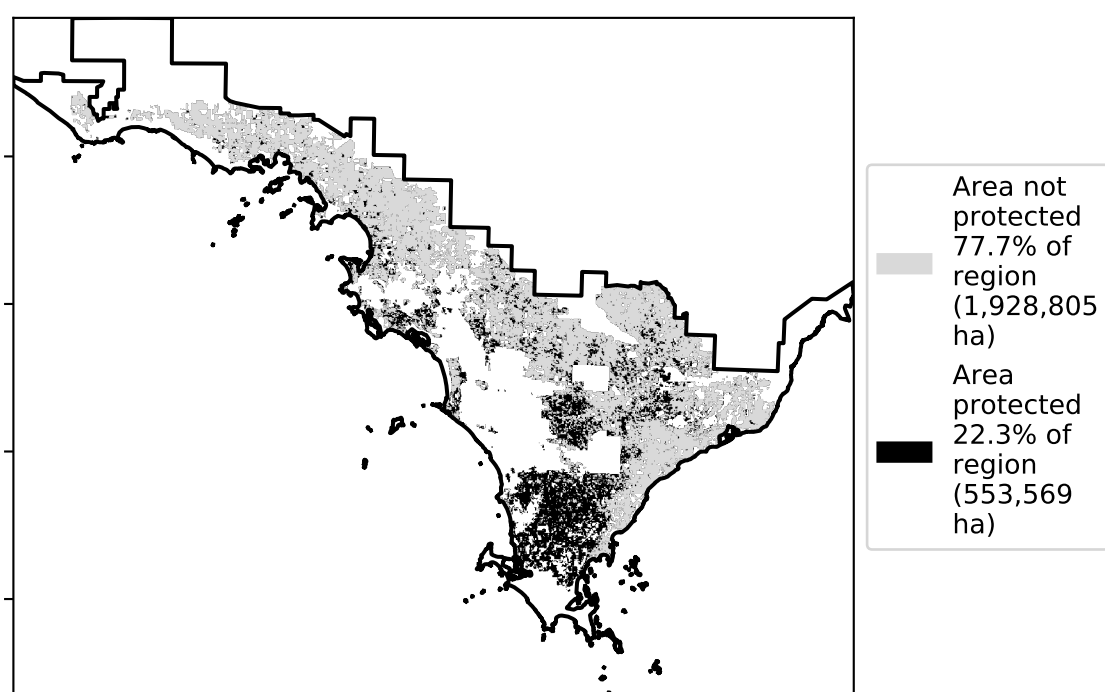 Area not
protected
77.7% of
region
(1,928,805
ha)
Area
protected
22.3% of
region
(553,569
ha)